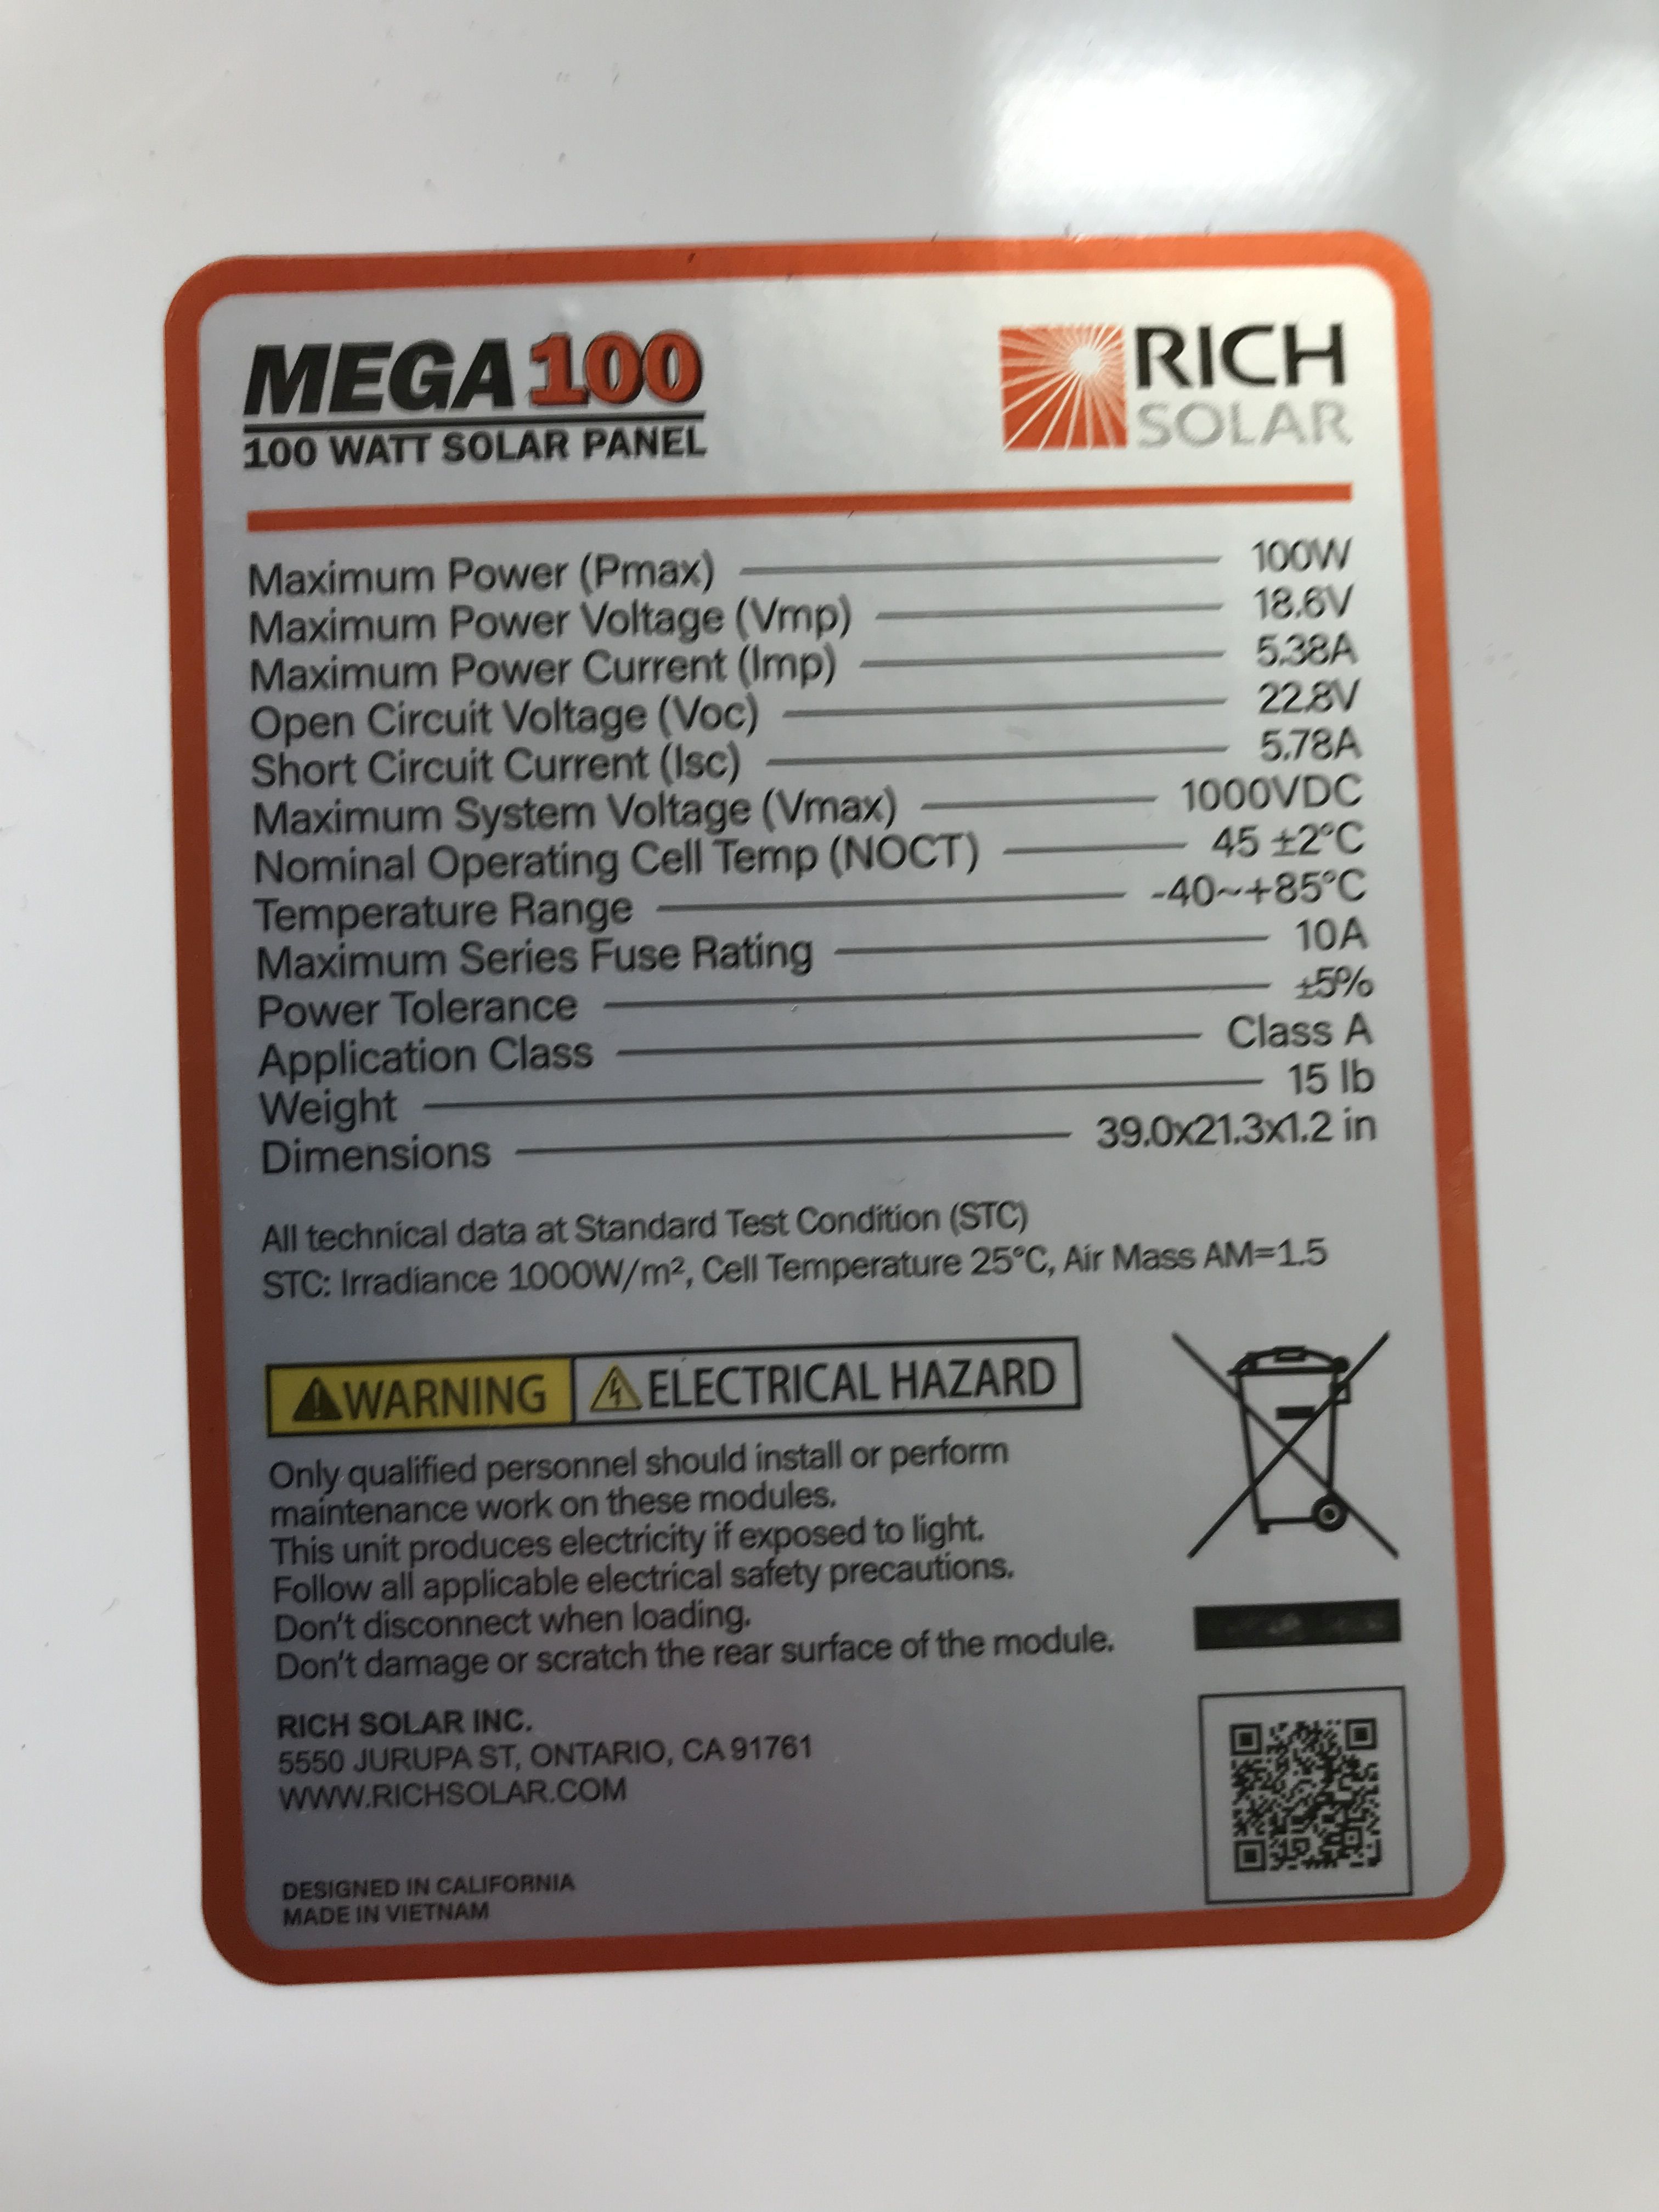 MEGA100
100 WATT SOLAR PANEL
RICH
SOLAR
Maximum Power (Pmax) 100W
Maximum Power Voltage (Vmp) 18.6V
Maximum Power Current (Imp) 5.38A
Open Circuit Voltage (Voc) 22.8V
Short Circuit Current (Isc) 5.78A
Maximum System Voltage (Vmax) 1000VDC
Nominal Operating Cell Temp (NOCT) 45 ±2°C
Temperature Range -40~+85°C
Maximum Series Fuse Rating 10A
Power Tolerance ±5%
Application Class Class A
Weight 15 lb
Dimensions 39.0x21.3x1.2 in
All technical data at Standard Test Condition (STC)
STC: Irradiance 1000W/m², Cell Temperature 25°C, Air Mass AM=1.5
WARNING ELECTRICAL HAZARD
Only qualified personnel should install or perform
maintenance work on these modules.
This unit produces electricity if exposed to light.
Follow all applicable electrical safety precautions.
Don't disconnect when loading.
Don't damage or scratch the rear surface of the module.
RICH SOLAR INC.
5550 JURUPA ST, ONTARIO, CA 91761
WWW.RICHSOLAR.COM
DESIGNED IN CALIFORNIA
MADE IN VIETNAM